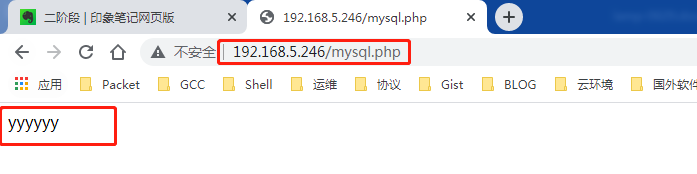 二阶段 | 印象笔记网页版
192.168.5.246/mysql.php
不安全 | 192.168.5.246/mysql.php
应用 Packet GCC Shell 运维 协议 Gist BLOG 云环境 国外软件
yyyyyy